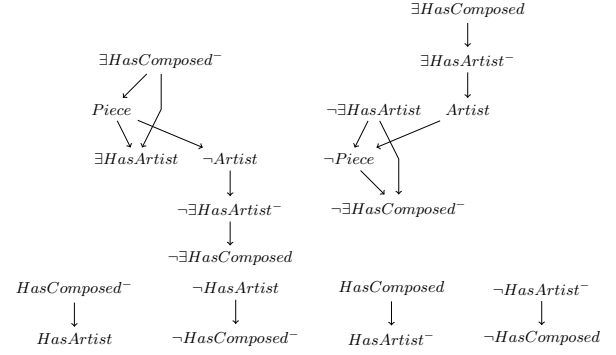 ∃HasComposed
∃HasComposed⁻ ∃HasArtist⁻
Piece ¬∃HasArtist Artist
∃HasArtist ¬Artist ¬Piece
¬∃HasArtist⁻ ¬∃HasComposed⁻
¬∃HasComposed
HasComposed⁻ ¬HasArtist HasComposed ¬HasArtist⁻
HasArtist ¬HasComposed⁻ HasArtist⁻ ¬HasComposed